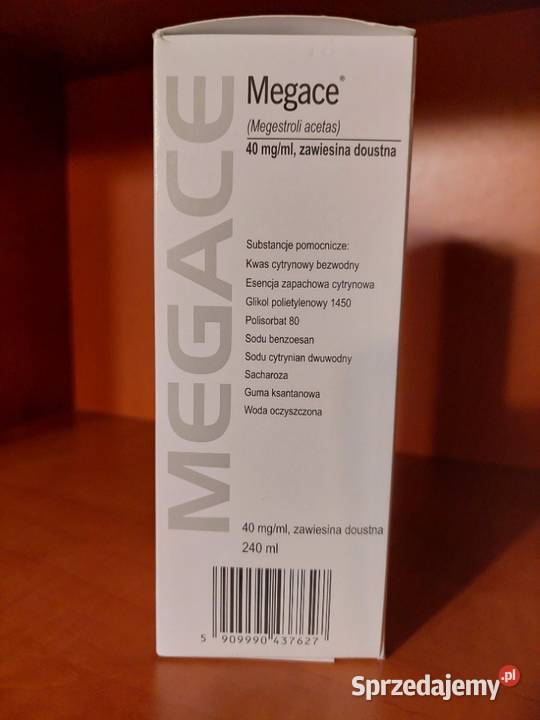 MEGACE
Megace®
(Megestroli acetas)
40 mg/ml, zawiesina doustna
Substancje pomocnicze:
Kwas cytrynowy bezwodny
Esencja zapachowa cytrynowa
Glikol polietylenowy 1450
Polisorbat 80
Sodu benzoesan
Sodu cytrynian dwuwodny
Sacharoza
Guma ksantanowa
Woda oczyszczona
40 mg/ml, zawiesina doustna
240 ml
5 909990 437627
Sprzedajemy.pl